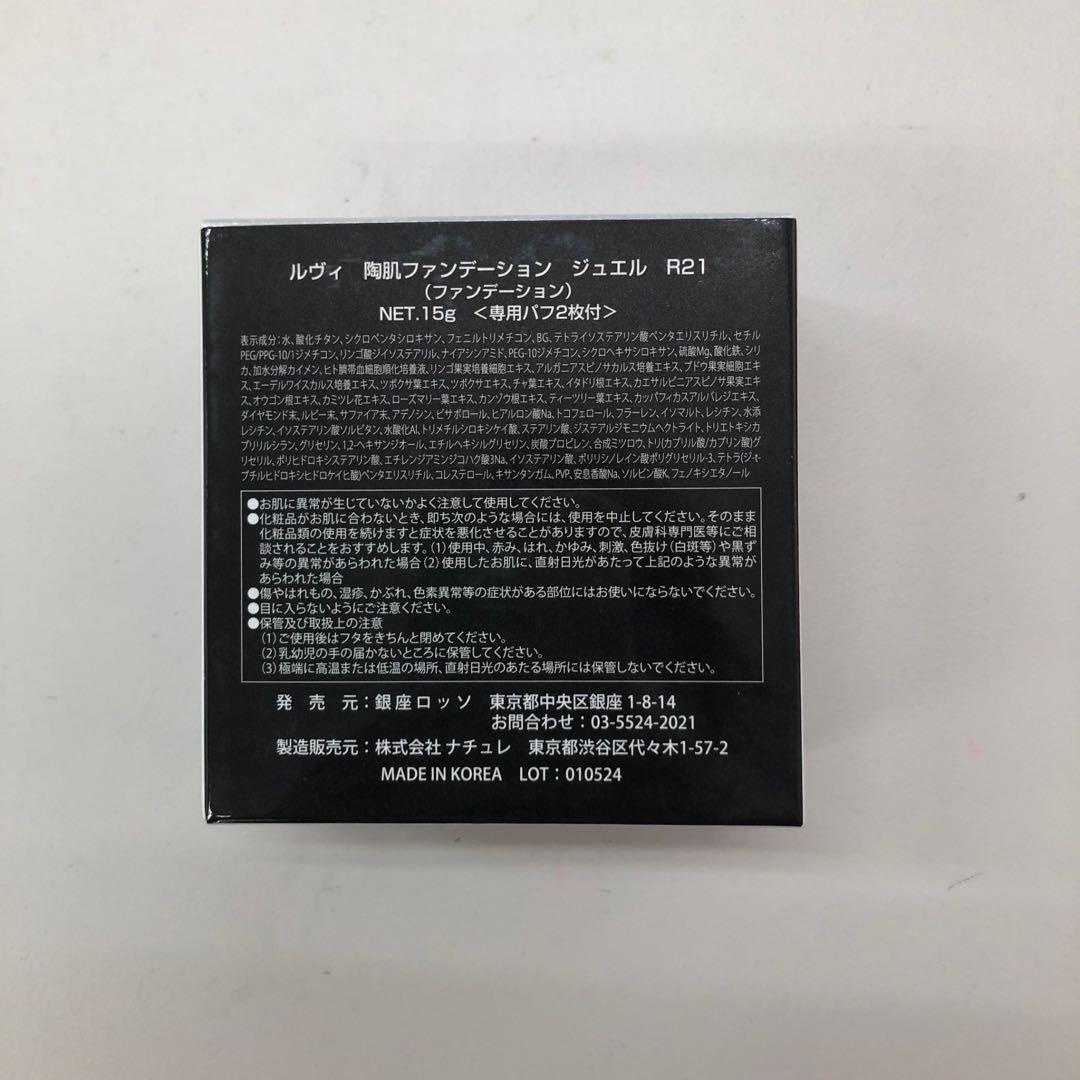 ルヴィ　陶肌ファンデーション　ジュエル　R21
（ファンデーション）
NET.15g　＜専用パフ2枚付＞
表示成分：水、酸化チタン、シクロペンタシロキサン、フェニルトリメチコン、BG、テトライソステアリン酸ペンタエリスリチル、セチル
PEG/PPG-10/1ジメチコン、リンゴ酸ジイソステアリル、ナイアシンアミド、PEG-10ジメチコン、シクロヘキサシロキサン、硫酸Mg、酸化鉄、シリ
カ、加水分解カイメン、ヒト臍帯血細胞順化培養液、リンゴ果実培養細胞エキス、アルガニアスピノサカルス培養エキス、ブドウ果実細胞エキ
ス、エーデルワイスカルス培養エキス、ツボクサ葉エキス、ツボクサエキス、チャ葉エキス、イタドリ根エキス、カエサルピニアスピノサ果実エキ
ス、オウゴン根エキス、カミツレ花エキス、ローズマリー葉エキス、カンゾウ根エキス、ティーツリー葉エキス、カッパフィカスアルバレジエキス、
ダイヤモンド末、ルビー末、サファイア末、アデノシン、ビサボロール、ヒアルロン酸Na、トコフェロール、フラーレン、イソマルト、レシチン、水添
レシチン、イソステアリン酸ソルビタン、水酸化Al、トリメチルシロキシケイ酸、ステアリン酸、ジステアルジモニウムヘクトライト、トリエトキシカ
プリリルシラン、グリセリン、1,2-ヘキサンジオール、エチルヘキシルグリセリン、炭酸プロピレン、合成ミツロウ、トリ(カプリル酸/カプリン酸)グ
リセリル、ポリヒドロキシステアリン酸、エチレンジアミンジコハク酸3Na、イソステアリン酸、ポリリシノレイン酸ポリグリセリル-3、テトラ(ジ-t-
ブチルヒドロキシヒドロケイヒ酸)ペンタエリスリチル、コレステロール、キサンタンガム、PVP、安息香酸Na、ソルビン酸K、フェノキシエタノール
●お肌に異常が生じていないかよく注意して使用してください。
●化粧品がお肌に合わないとき、即ち次のような場合には、使用を中止してください。そのまま
化粧品類の使用を続けますと症状を悪化させることがありますので、皮膚科専門医等にご相
談されることをおすすめします。（1）使用中、赤み、はれ、かゆみ、刺激、色抜け（白斑等）や黒ず
み等の異常があらわれた場合（2）使用したお肌に、直射日光があたって上記のような異常が
あらわれた場合
●傷やはれもの、湿疹、かぶれ、色素異常等の症状がある部位にはお使いにならないでください。
●目に入らないようにご注意ください。
●保管及び取扱上の注意
（1）ご使用後はフタをきちんと閉めてください。
（2）乳幼児の手の届かないところに保管してください。
（3）極端に高温または低温の場所、直射日光のあたる場所には保管しないでください。
発　売　元：銀座ロッソ　東京都中央区銀座 1-8-14
お問合わせ：03-5524-2021
製造販売元：株式会社 ナチュレ　東京都渋谷区代々木1-57-2
MADE IN KOREA　LOT：010524